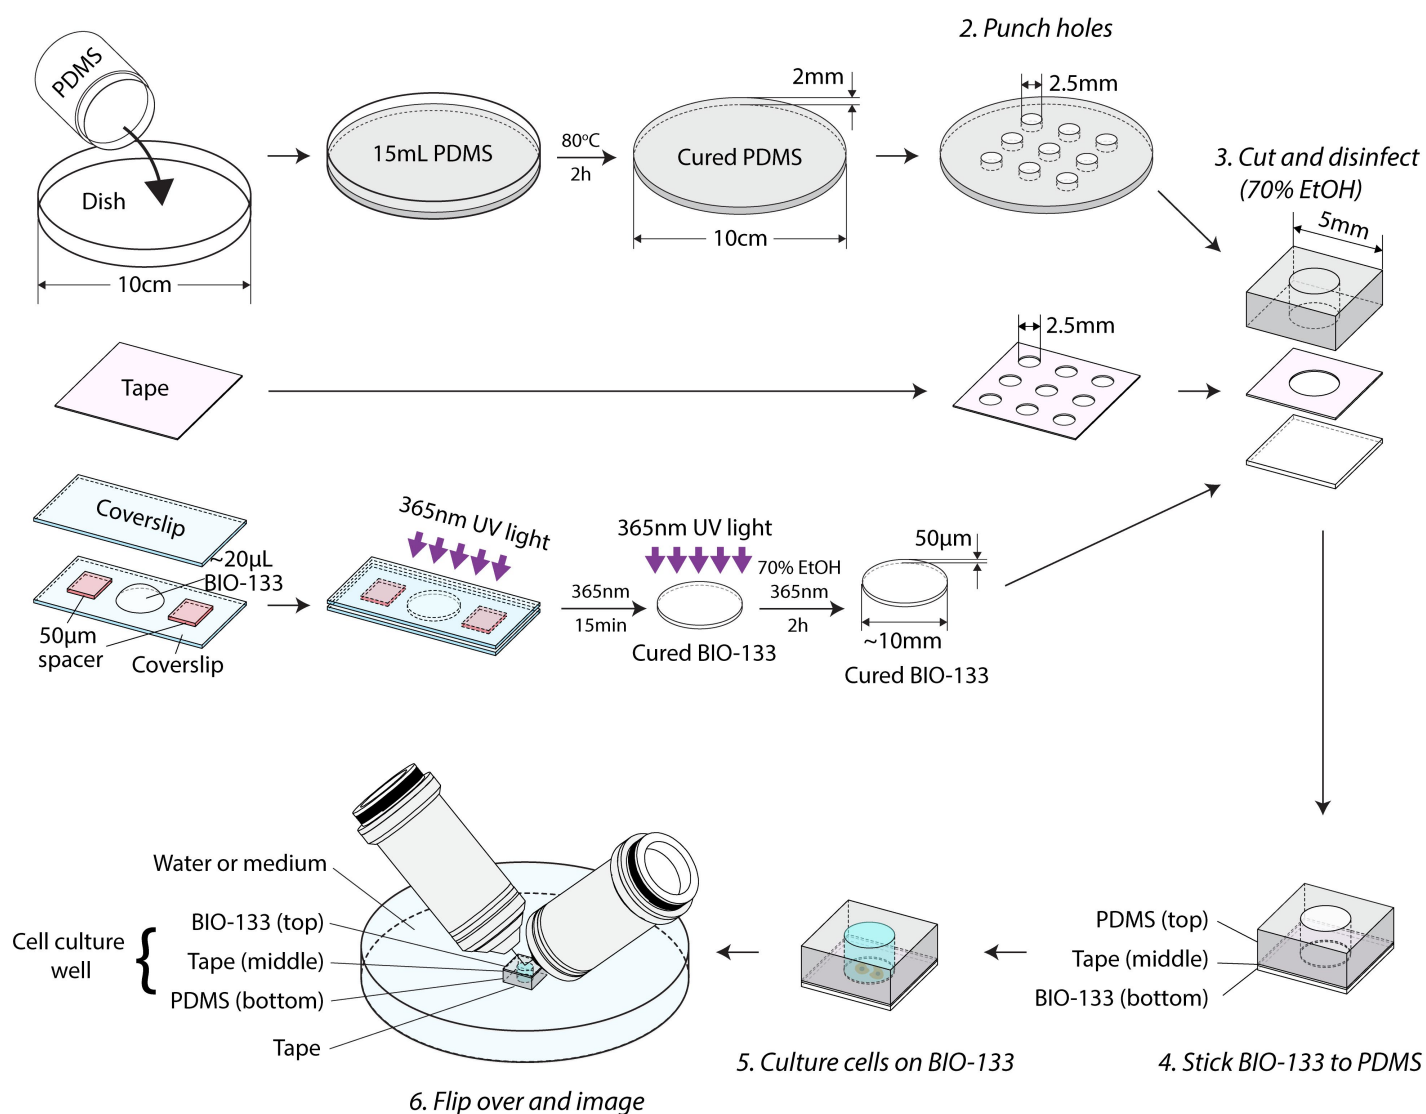 2. Punch holes
PDMS
2mm
2.5mm
15mL PDMS
80ºC
2h
Cured PDMS
3. Cut and disinfect
(70% EtOH)
Dish
5mm
10cm
10cm
2.5mm
Tape
Coverslip
365nm UV light
365nm UV light
~20µL
BIO-133
50µm
70% EtOH
365nm
15min
365nm
2h
50µm
spacer
Coverslip
Cured BIO-133
~10mm
Cured BIO-133
Water or medium
BIO-133 (top)
Cell culture
well
Tape (middle)
PDMS (bottom)
Tape
PDMS (top)
Tape (middle)
BIO-133 (bottom)
5. Culture cells on BIO-133
4. Stick BIO-133 to PDMS
6. Flip over and image